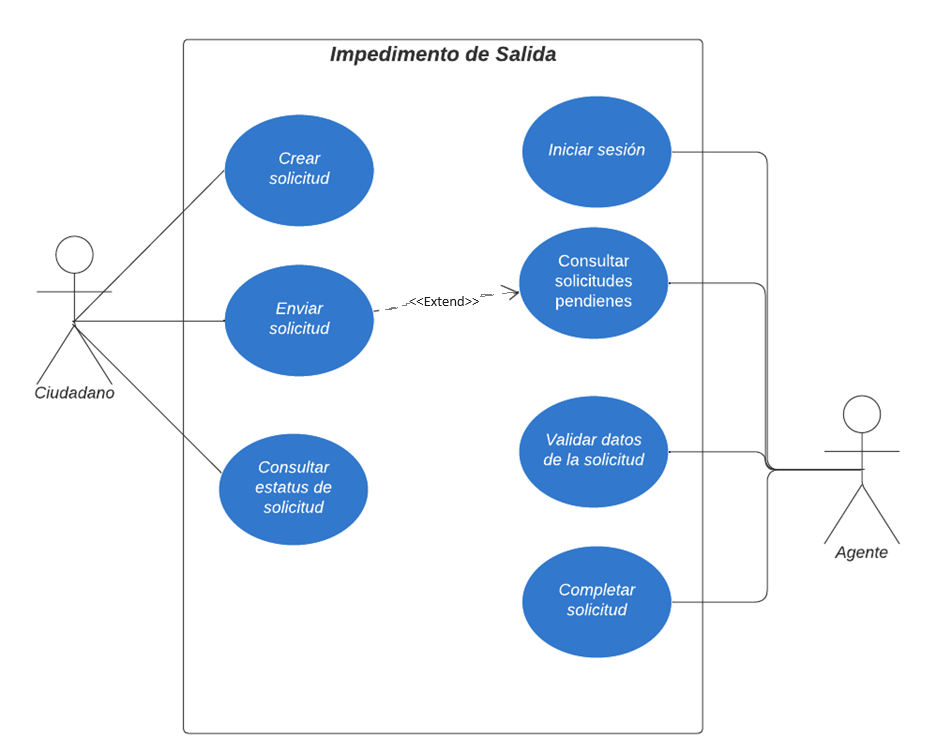 Impedimento de Salida
Crear
solicitud
Iniciar sesión
Enviar
solicitud
<<Extend>>
Consultar
solicitudes
pendienes
Ciudadano
Consultar
estatus de
solicitud
Validar datos
de la solicitud
Agente
Completar
solicitud